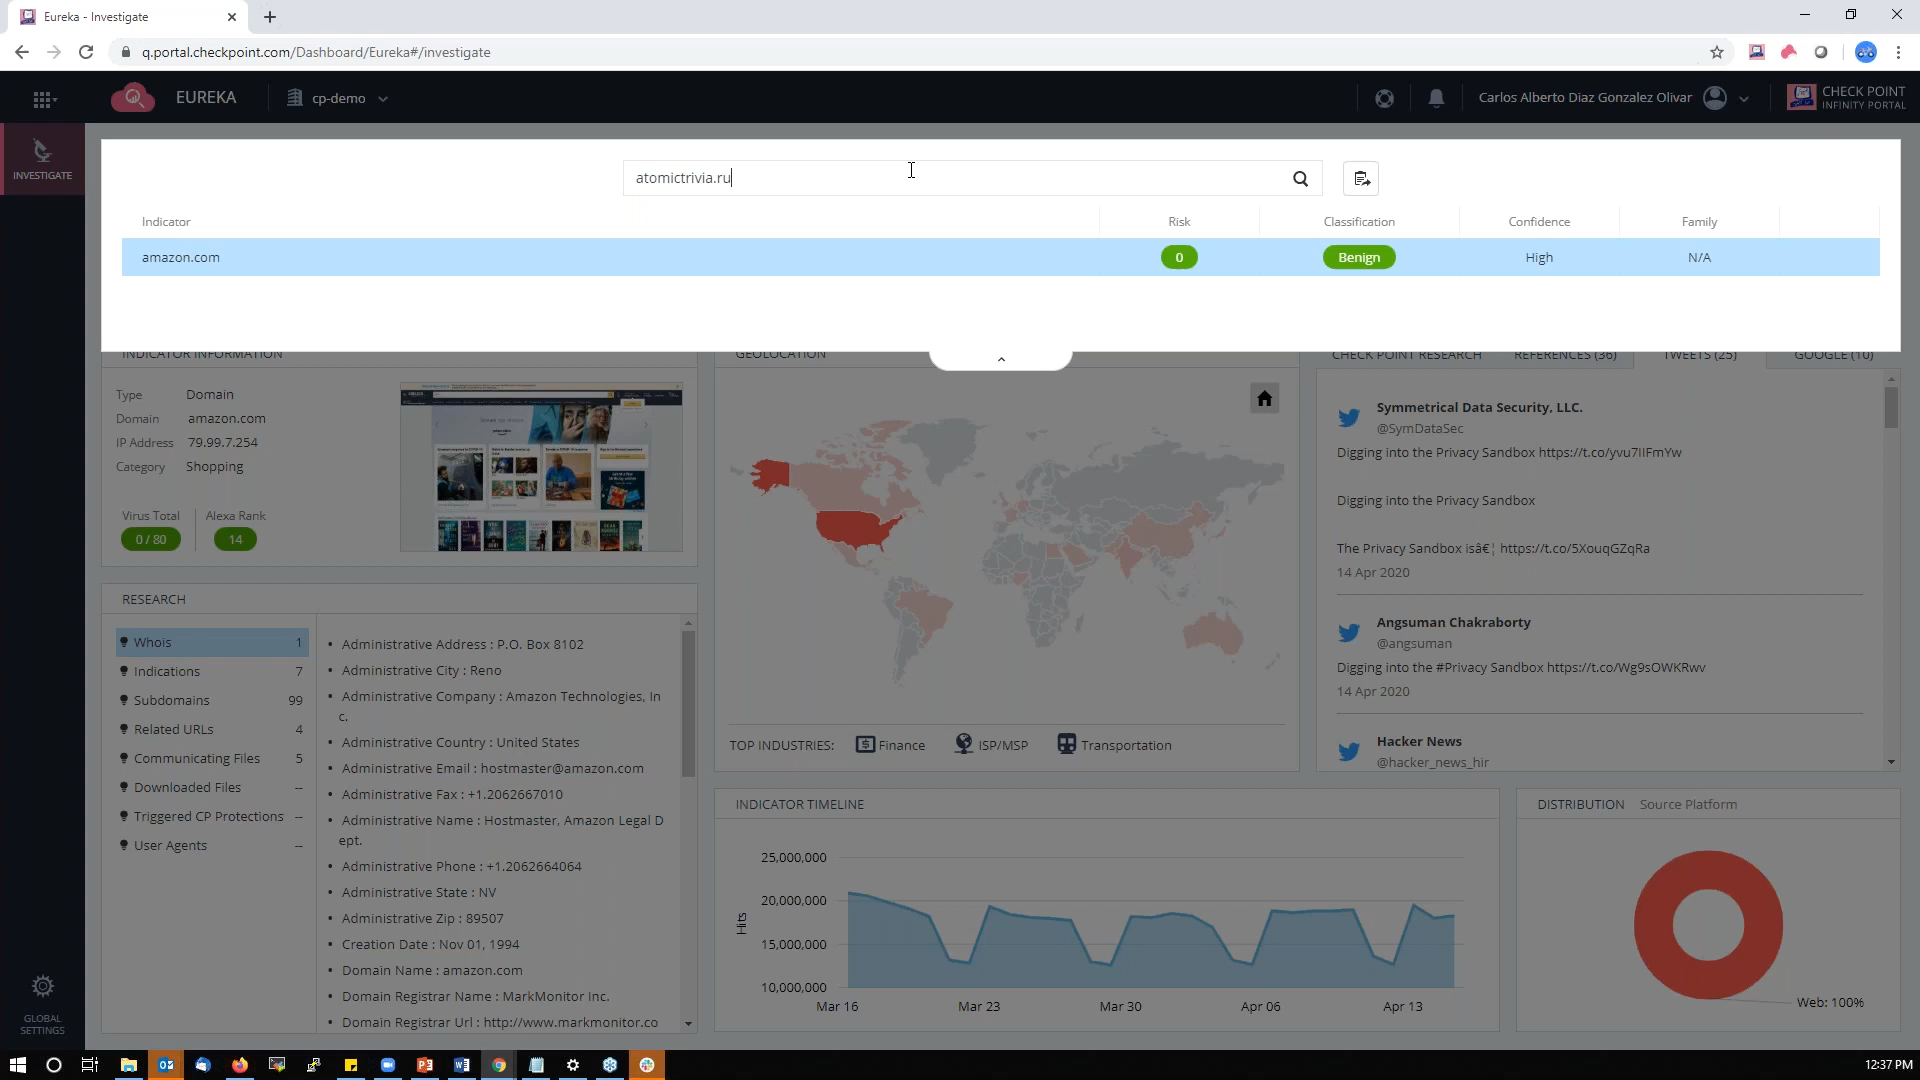 Eureka - Investigate
q.portal.checkpoint.com/Dashboard/Eureka#/investigate
EUREKA
cp-demo
Carlos Alberto Diaz Gonzalez Olivar
CHECK POINT
INFINITY PORTAL
INVESTIGATE
atomictrivia.ru
Indicator Risk Classification Confidence Family
amazon.com 0 Benign High N/A
INDICATOR INFORMATION
Type Domain
Domain amazon.com
IP Address 79.99.7.254
Category Shopping
Virus Total Alexa Rank
0 / 80 14
GEOLOCATION
TOP INDUSTRIES: Finance ISP/MSP Transportation
CHECK POINT RESEARCH REFERENCES (36) TWEETS (25) GOOGLE (10)
Symmetrical Data Security, LLC.
@SymDataSec
Digging into the Privacy Sandbox https://t.co/yvu7IIFmYw
Digging into the Privacy Sandbox
The Privacy Sandbox isâ€¦ https://t.co/5XouqGZqRa
14 Apr 2020
Angsuman Chakraborty
@angsuman
Digging into the #Privacy Sandbox https://t.co/Wg9sOWKRwv
14 Apr 2020
Hacker News
@hacker_news_hir
RESEARCH
Whois 1
Indications 7
Subdomains 99
Related URLs 4
Communicating Files 5
Downloaded Files --
Triggered CP Protections --
User Agents --
• Administrative Address : P.O. Box 8102
• Administrative City : Reno
• Administrative Company : Amazon Technologies, In
c.
• Administrative Country : United States
• Administrative Email : hostmaster@amazon.com
• Administrative Fax : +1.2062667010
• Administrative Name : Hostmaster, Amazon Legal D
ept.
• Administrative Phone : +1.2062664064
• Administrative State : NV
• Administrative Zip : 89507
• Creation Date : Nov 01, 1994
• Domain Name : amazon.com
• Domain Registrar Name : MarkMonitor Inc.
• Domain Registrar Url : http://www.markmonitor.co
INDICATOR TIMELINE
Hits
25,000,000
20,000,000
15,000,000
10,000,000
Mar 16 Mar 23 Mar 30 Apr 06 Apr 13
DISTRIBUTION Source Platform
Web: 100%
GLOBAL
SETTINGS
12:37 PM